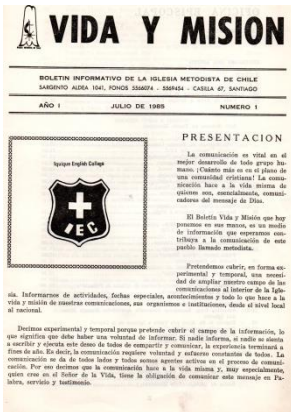 VIDA Y MISION
BOLETIN INFORMATIVO DE LA IGLESIA METODISTA DE CHILE
SARGENTO ALDEA 1041, FONOS 5566074 - 5569454 - CASILLA 67, SANTIAGO
AÑO I JULIO DE 1985 NUMERO 1
PRESENTACION
Iquique English College
IEC
La comunicación es vital en el
mejor desarrollo de todo grupo hu-
mano. ¡Cuánto más es en el plano de
una comunidad cristiana! La comu-
nicación hace a la vida misma de
quienes son, esencialmente, comuni-
cadores del mensaje de Dios.
El Boletín Vida y Misión que hoy
ponemos en sus manos, es un medio
de información que esperamos con-
tribuya a la comunicación de este
pueblo llamado metodista.
Pretendemos cubrir, en forma ex-
perimental y temporal, una necesi-
dad de ampliar nuestro campo de las
comunicaciones al interior de la Igle-
sia. Informarnos de actividades, fechas especiales, acontecimientos y todo lo que hace a la
vida y misión de nuestras comunicaciones, sus organismos e instituciones, desde el nivel local
al nacional.
Decimos experimental y temporal porque pretende cubrir el campo de la información, lo
que significa que debe haber una voluntad de informar. Si nadie informa, si nadie se sienta
a escribir y ejecuta este deseo de todos de compartir y comunicar, la experiencia terminará a
fines de año. Es decir, la comunicación requiere voluntad y esfuerzo constantes de todos. La
comunicación se da de todos lados y todos somos agentes activos en el proceso de comuni-
cación. Por eso decimos que la comunicación hace a la vida misma y, muy especialmente,
quien cree en el Señor de la Vida, tiene la obligación de comunicar este mensaje en Pa-
labra, servicio y testimonio.